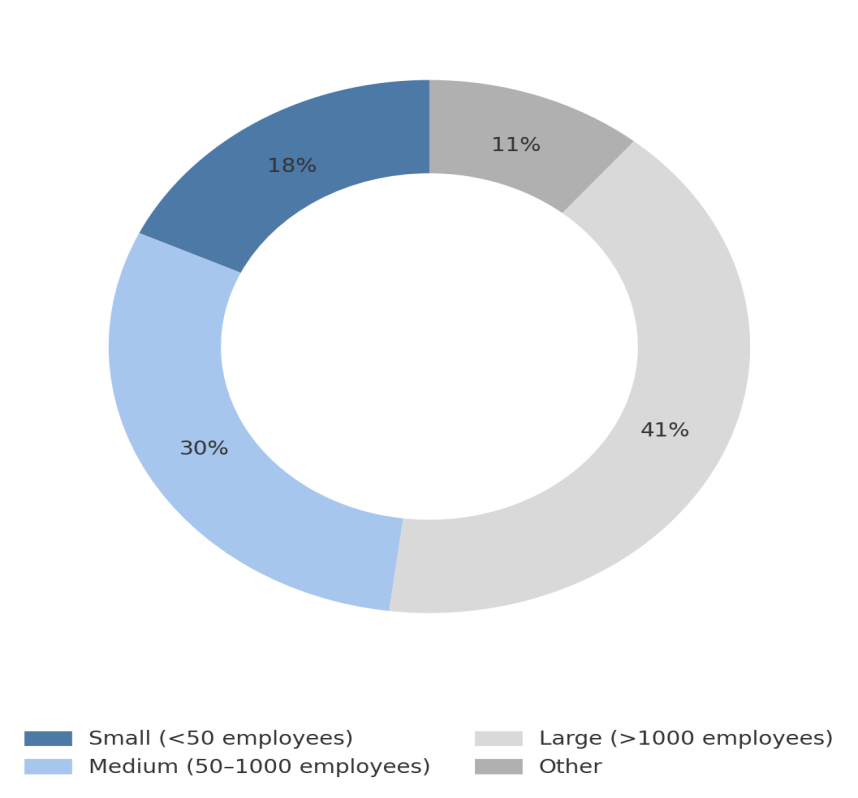 11%
18%
41%
30%
Small (<50 employees)
Medium (50–1000 employees)
Large (>1000 employees)
Other